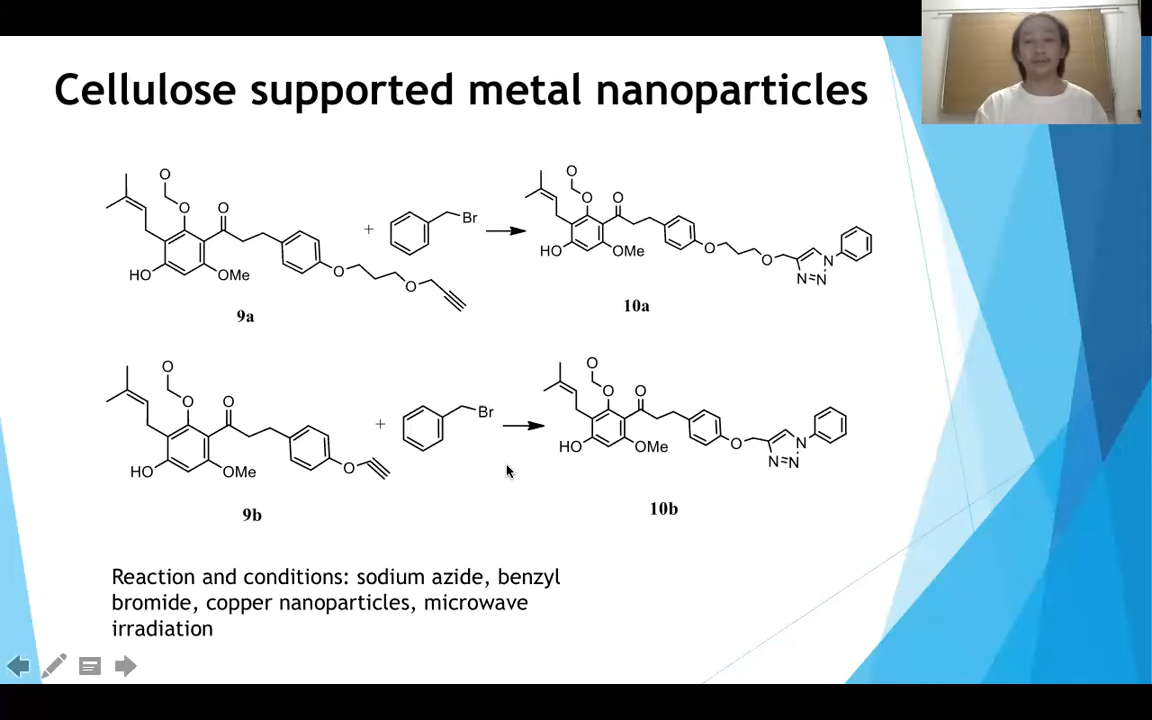 Cellulose supported metal nanoparticles
O
O
O
HO
OMe
O
O
+
Br
9a
O
O
O
HO
OMe
O
O
N
N=N
10a
O
O
O
HO
OMe
O
+
Br
9b
O
O
O
HO
OMe
O
N
N=N
10b
Reaction and conditions: sodium azide, benzyl
bromide, copper nanoparticles, microwave
irradiation